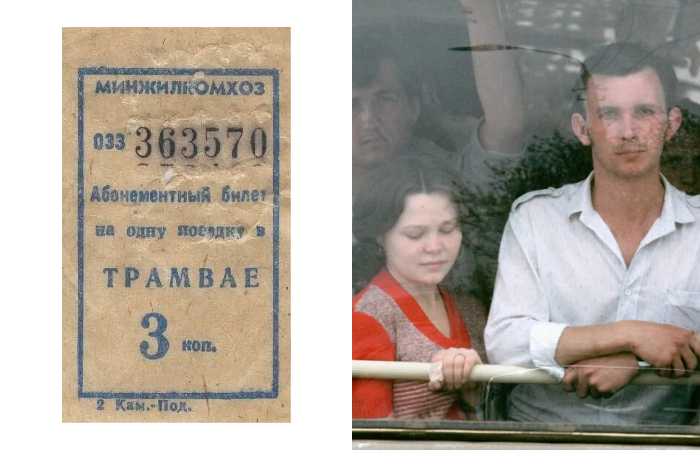 МИНЖИЛКОМХОЗ
033 363570
Абонементный билет
на одну поездку в
ТРАМВАЕ
3 коп.
2 Кам.-Под.